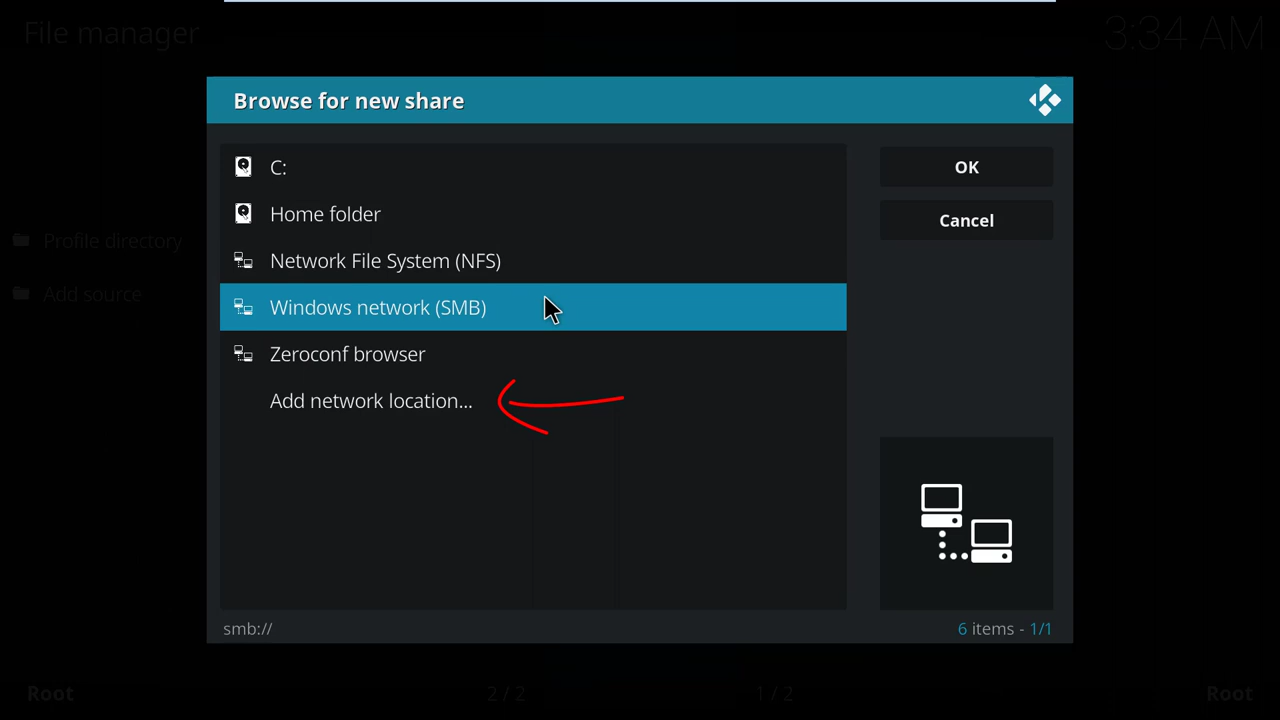 File manager
3:34 AM
Browse for new share
C:
Home folder
Network File System (NFS)
Windows network (SMB)
Zeroconf browser
Add network location...
OK
Cancel
Profile directory
Add source
smb://
6 items - 1/1
Root
2 / 2
1 / 2
Root